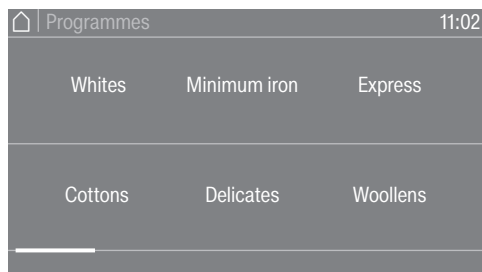 Programmes 11:02
Whites Minimum iron Express
Cottons Delicates Woollens